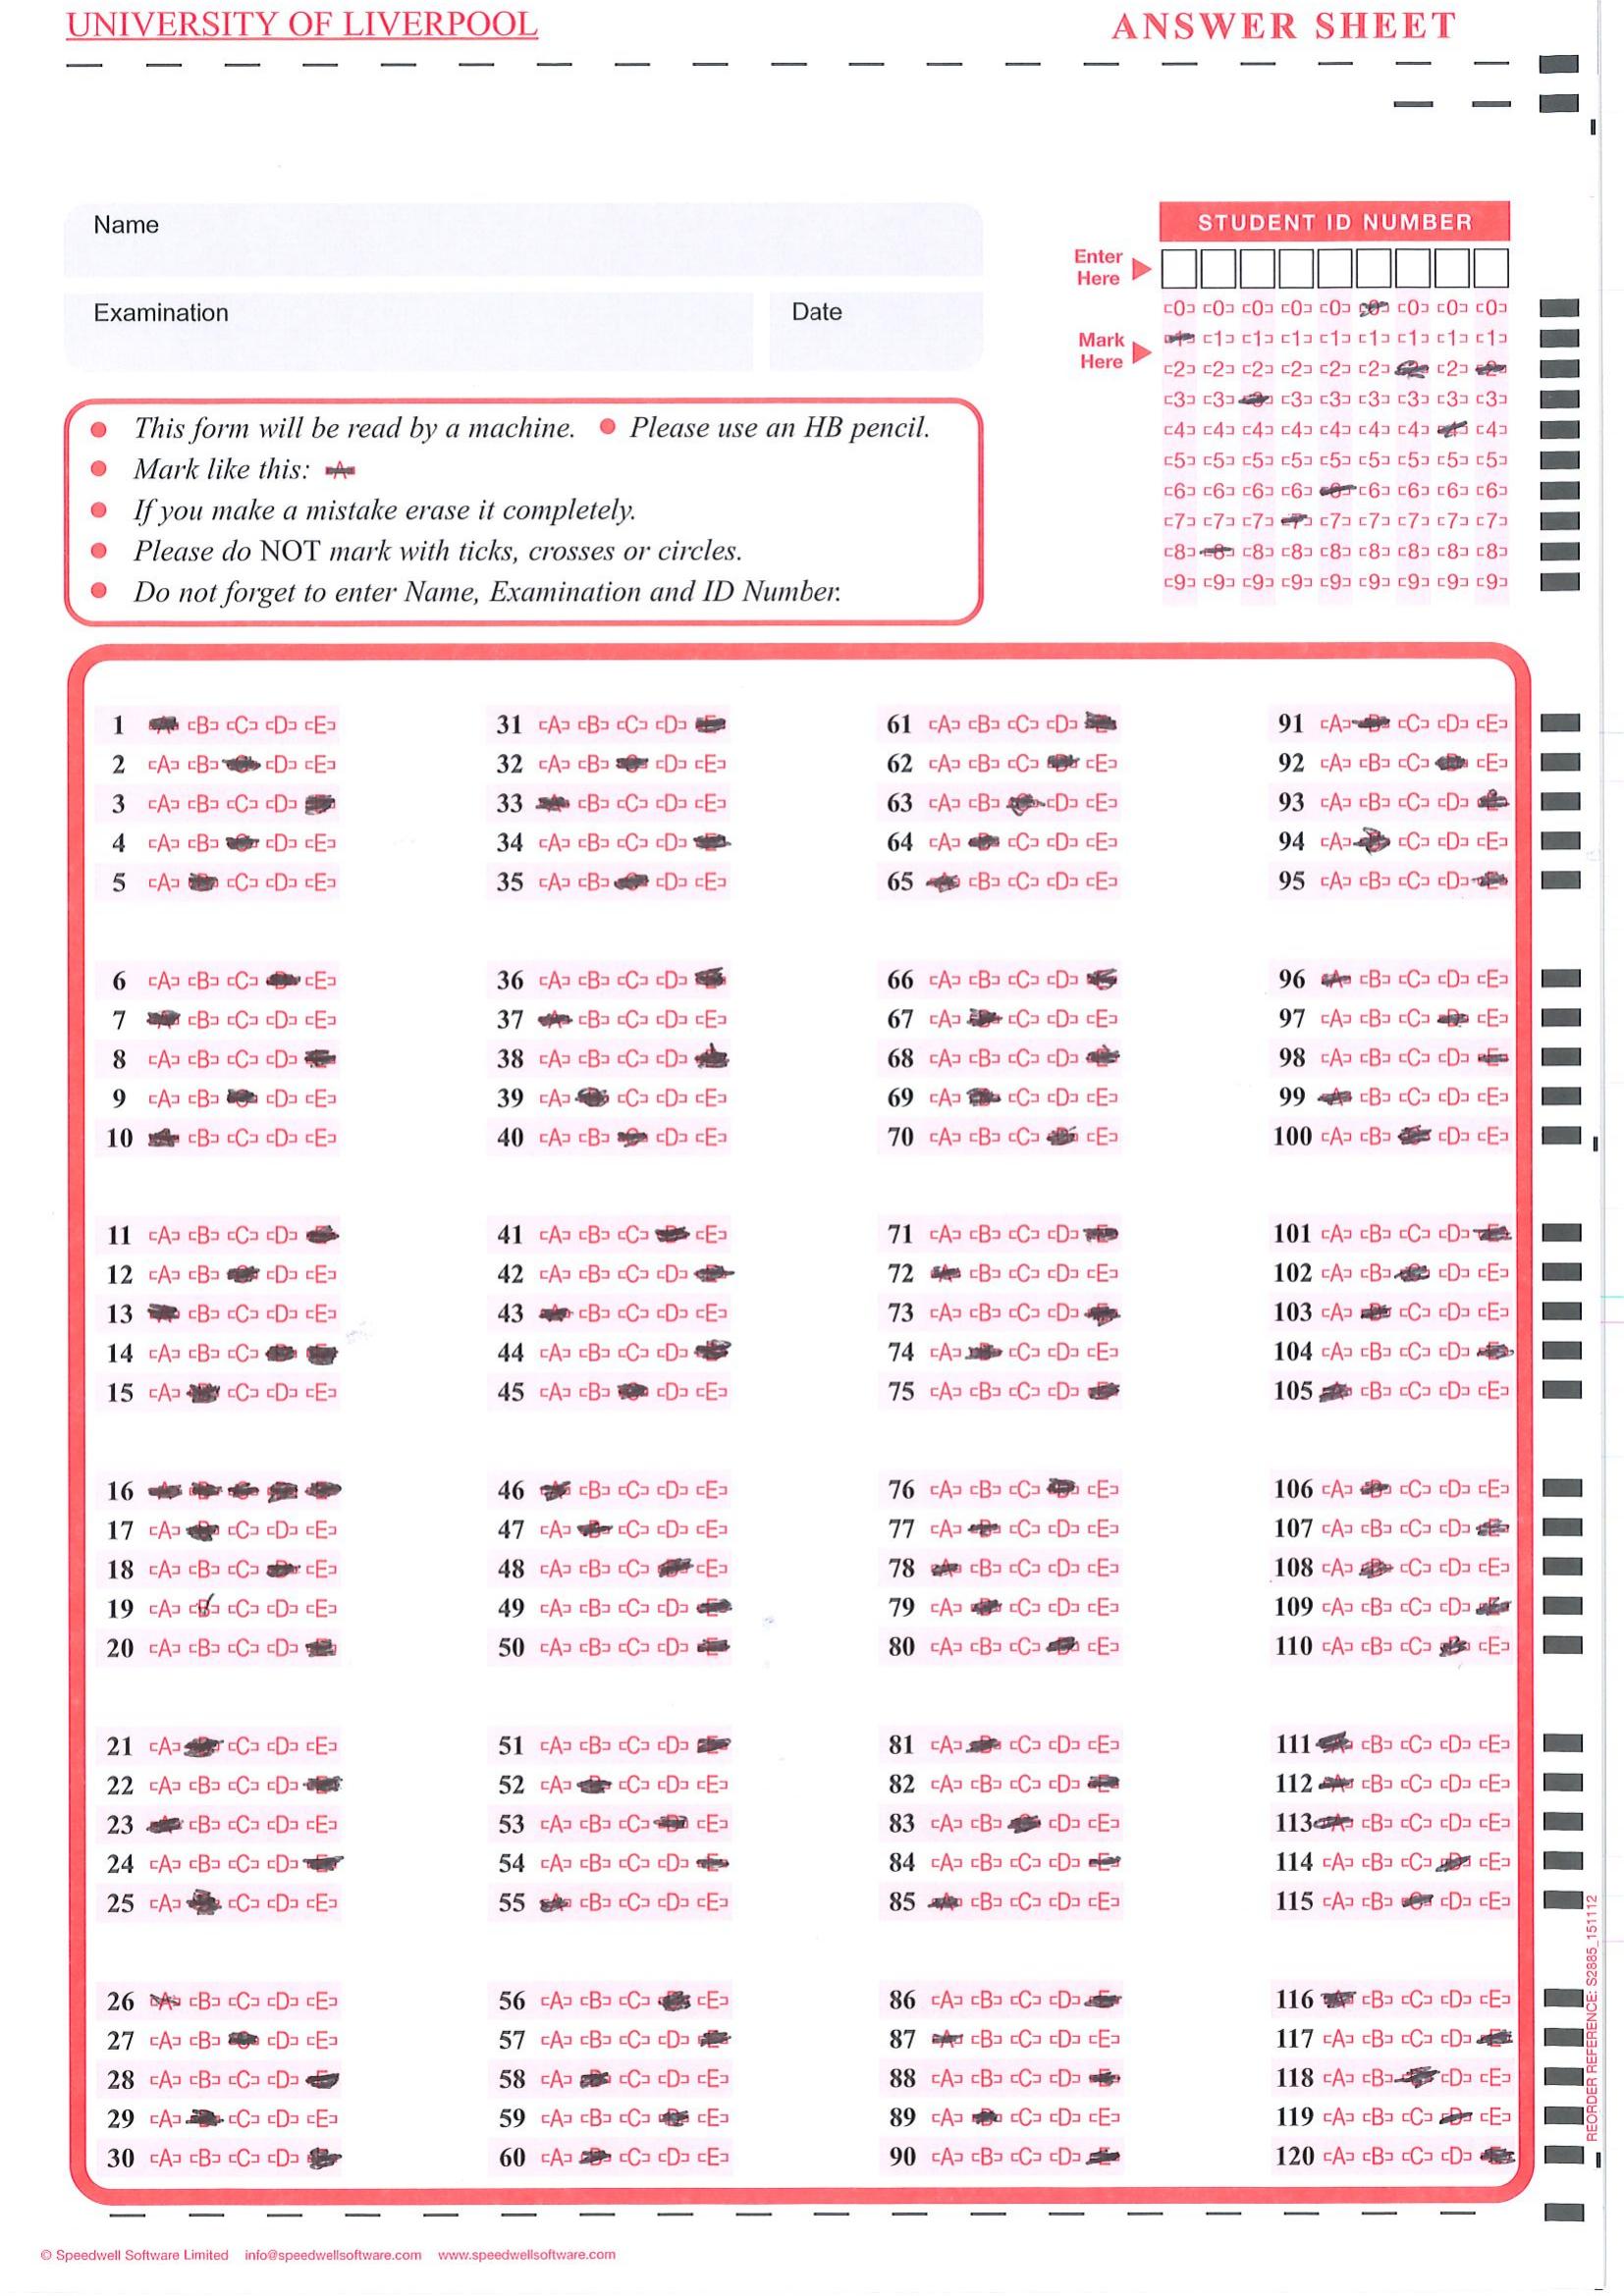 UNIVERSITY OF LIVERPOOL
ANSWER SHEET
Name
Examination
Date
STUDENT ID NUMBER
Enter Here
Mark Here
0 0 0 0 0 0 0 0 0
1 1 1 1 1 1 1 1 1
2 2 2 2 2 2 2 2 2
3 3 3 3 3 3 3 3 3
4 4 4 4 4 4 4 4 4
5 5 5 5 5 5 5 5 5
6 6 6 6 6 6 6 6 6
7 7 7 7 7 7 7 7 7
8 8 8 8 8 8 8 8 8
9 9 9 9 9 9 9 9 9
• This form will be read by a machine. • Please use an HB pencil.
• Mark like this: A
• If you make a mistake erase it completely.
• Please do NOT mark with ticks, crosses or circles.
• Do not forget to enter Name, Examination and ID Number.
1 A B C D E 31 A B C D E 61 A B C D E 91 A B C D E
2 A B C D E 32 A B C D E 62 A B C D E 92 A B C D E
3 A B C D E 33 A B C D E 63 A B C D E 93 A B C D E
4 A B C D E 34 A B C D E 64 A B C D E 94 A B C D E
5 A B C D E 35 A B C D E 65 A B C D E 95 A B C D E
6 A B C D E 36 A B C D E 66 A B C D E 96 A B C D E
7 A B C D E 37 A B C D E 67 A B C D E 97 A B C D E
8 A B C D E 38 A B C D E 68 A B C D E 98 A B C D E
9 A B C D E 39 A B C D E 69 A B C D E 99 A B C D E
10 A B C D E 40 A B C D E 70 A B C D E 100 A B C D E
11 A B C D E 41 A B C D E 71 A B C D E 101 A B C D E
12 A B C D E 42 A B C D E 72 A B C D E 102 A B C D E
13 A B C D E 43 A B C D E 73 A B C D E 103 A B C D E
14 A B C D E 44 A B C D E 74 A B C D E 104 A B C D E
15 A B C D E 45 A B C D E 75 A B C D E 105 A B C D E
16 A B C D E 46 A B C D E 76 A B C D E 106 A B C D E
17 A B C D E 47 A B C D E 77 A B C D E 107 A B C D E
18 A B C D E 48 A B C D E 78 A B C D E 108 A B C D E
19 A B C D E 49 A B C D E 79 A B C D E 109 A B C D E
20 A B C D E 50 A B C D E 80 A B C D E 110 A B C D E
21 A B C D E 51 A B C D E 81 A B C D E 111 A B C D E
22 A B C D E 52 A B C D E 82 A B C D E 112 A B C D E
23 A B C D E 53 A B C D E 83 A B C D E 113 A B C D E
24 A B C D E 54 A B C D E 84 A B C D E 114 A B C D E
25 A B C D E 55 A B C D E 85 A B C D E 115 A B C D E
26 A B C D E 56 A B C D E 86 A B C D E 116 A B C D E
27 A B C D E 57 A B C D E 87 A B C D E 117 A B C D E
28 A B C D E 58 A B C D E 88 A B C D E 118 A B C D E
29 A B C D E 59 A B C D E 89 A B C D E 119 A B C D E
30 A B C D E 60 A B C D E 90 A B C D E 120 A B C D E
REORDER REFERENCE: S2885_151112
© Speedwell Software Limited info@speedwellsoftware.com www.speedwellsoftware.com